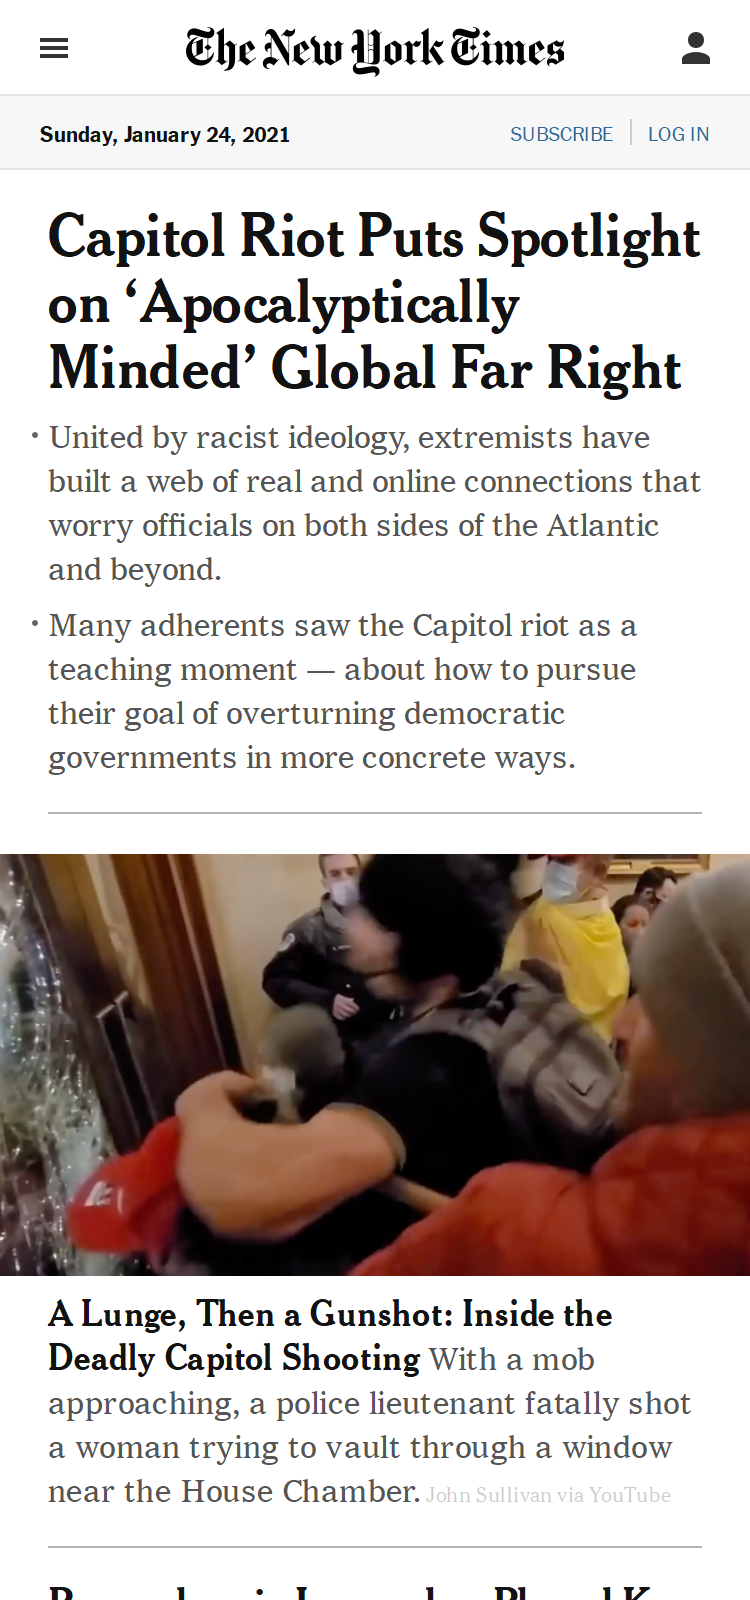 The New York Times
Sunday, January 24, 2021
SUBSCRIBE
LOG IN
Capitol Riot Puts Spotlight
on ‘Apocalyptically
Minded’ Global Far Right
• United by racist ideology, extremists have
built a web of real and online connections that
worry officials on both sides of the Atlantic
and beyond.
• Many adherents saw the Capitol riot as a
teaching moment — about how to pursue
their goal of overturning democratic
governments in more concrete ways.
A Lunge, Then a Gunshot: Inside the
Deadly Capitol Shooting With a mob
approaching, a police lieutenant fatally shot
a woman trying to vault through a window
near the House Chamber. John Sullivan via YouTube